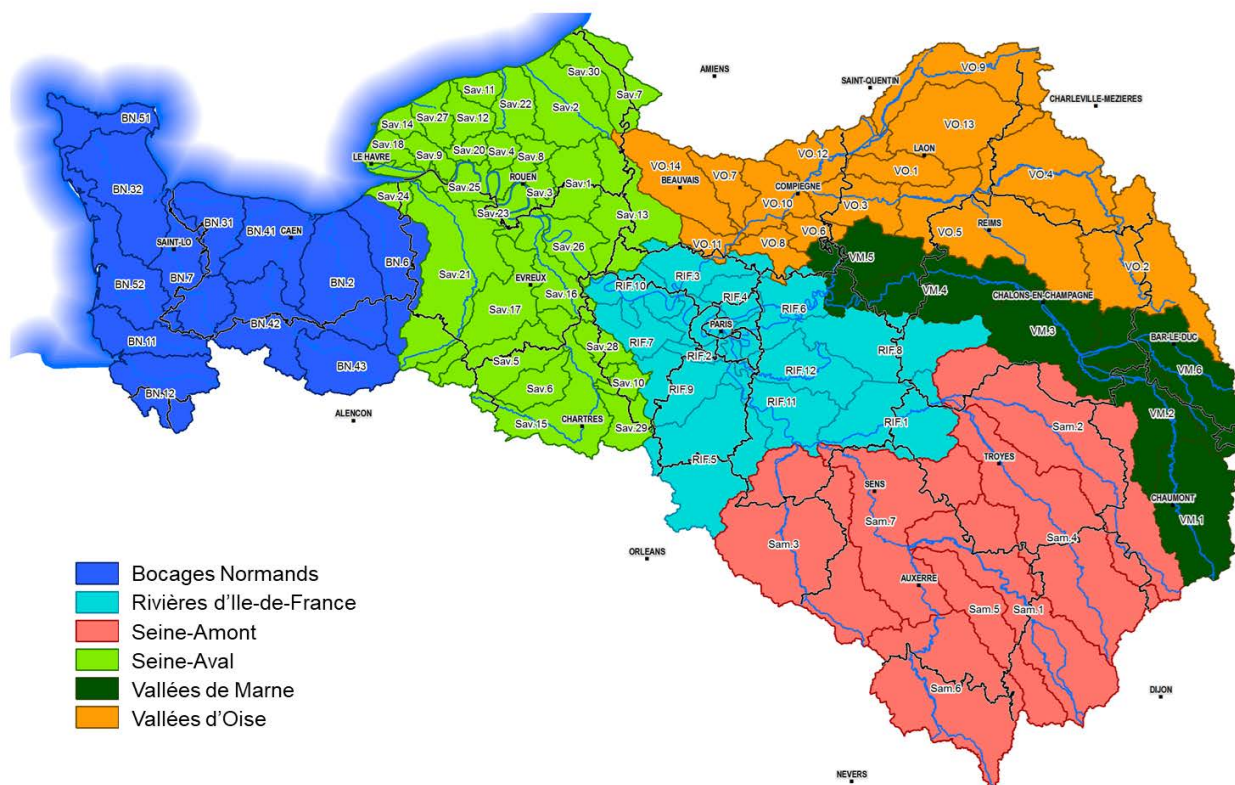 AMIENS
SAINT-QUENTIN
CHARLEVILLE-MEZIERES
VO.9
Sav.30
Sav.7
Sav.11
Sav.22
Sav.2
Sav.14
Sav.27
Sav.12
BN.51
VO.13
Sav.18
LE HAVRE
Sav.9
Sav.20
Sav.4
Sav.8
VO.12
LAON
VO.14
VO.7
VO.1
VO.4
BEAUVAIS
COMPIEGNE
BN.32
ROUEN
Sav.25
Sav.3
Sav.1
Sav.24
Sav.23
Sav.13
VO.10
VO.3
REIMS
BN.31
BN.41
CAEN
VO.11
VO.8
VO.6
VO.5
SAINT-LO
Sav.26
VM.5
BN.7
BN.6
BN.2
BN.52
Sav.21
EVREUX
Sav.16
RIF.10
RIF.3
RIF.4
RIF.6
VM.4
VO.2
CHALONS-EN-CHAMPAGNE
Sav.17
PARIS
VM.3
BAR-LE-DUC
BN.42
BN.11
RIF.7
RIF.2
RIF.8
Sav.28
Sav.5
BN.43
RIF.12
VM.6
BN.12
Sav.6
Sav.10
RIF.9
RIF.11
VM.2
ALENCON
Sav.15
CHARTRES
Sav.29
RIF.1
Sam.2
RIF.5
TROYES
SENS
CHAUMONT
VM.1
Sam.7
Sam.3
Sam.4
ORLEANS
AUXERRE
Sam.5
Sam.1
Sam.6
DIJON
NEVERS
Bocages Normands
Rivières d'Ile-de-France
Seine-Amont
Seine-Aval
Vallées de Marne
Vallées d'Oise